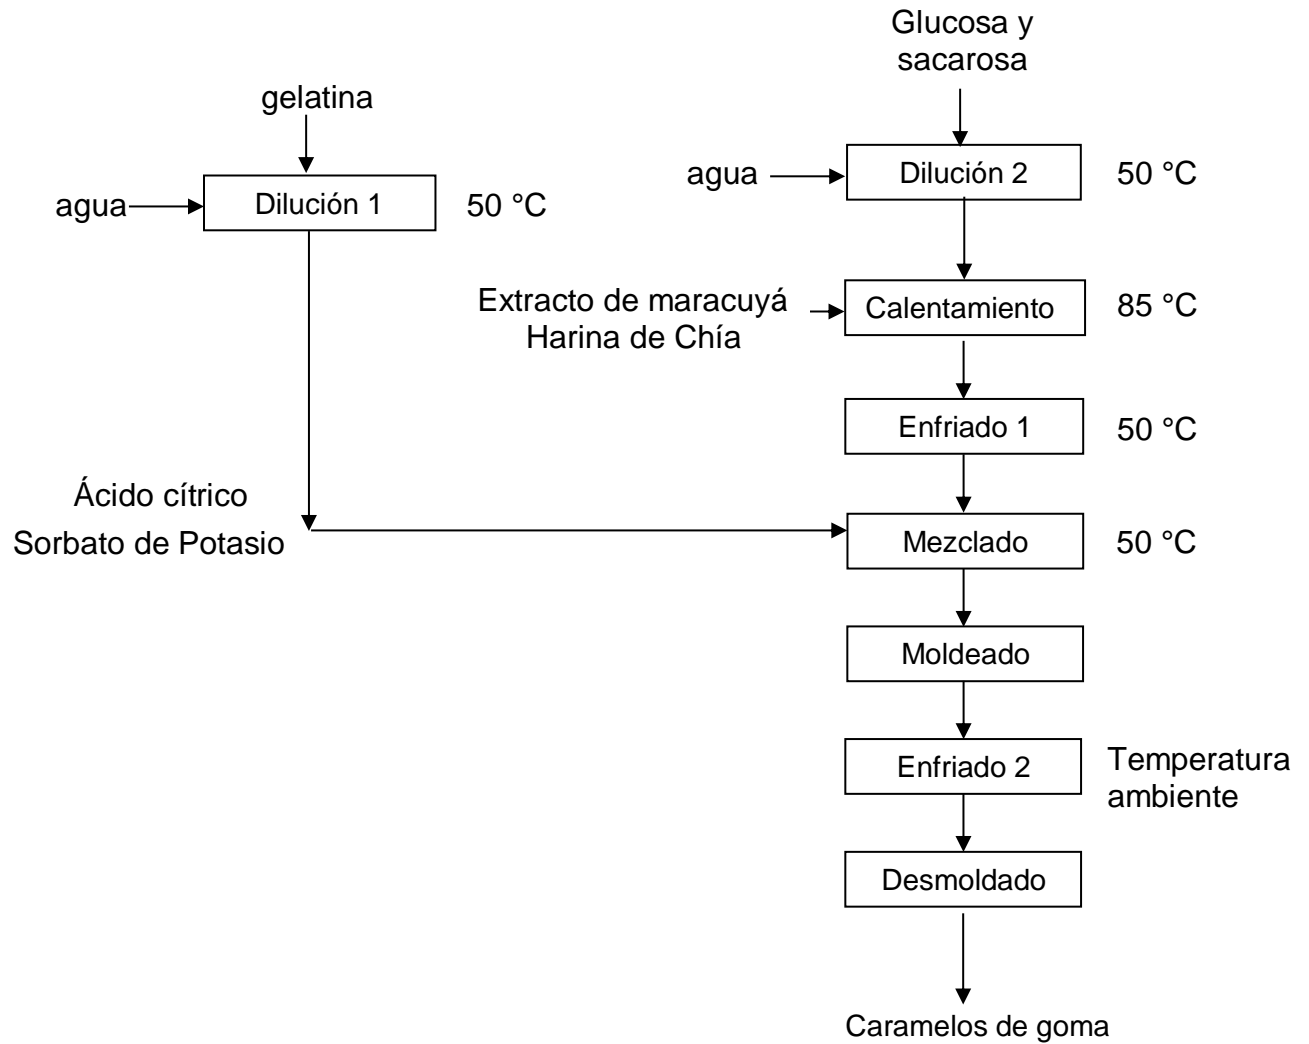 Glucosa y
sacarosa
gelatina
agua
Dilución 1
50 °C
agua
Dilución 2
50 °C
Extracto de maracuyá
Harina de Chía
Calentamiento
85 °C
Enfriado 1
50 °C
Ácido cítrico
Sorbato de Potasio
Mezclado
50 °C
Moldeado
Enfriado 2
Temperatura
ambiente
Desmoldado
Caramelos de goma